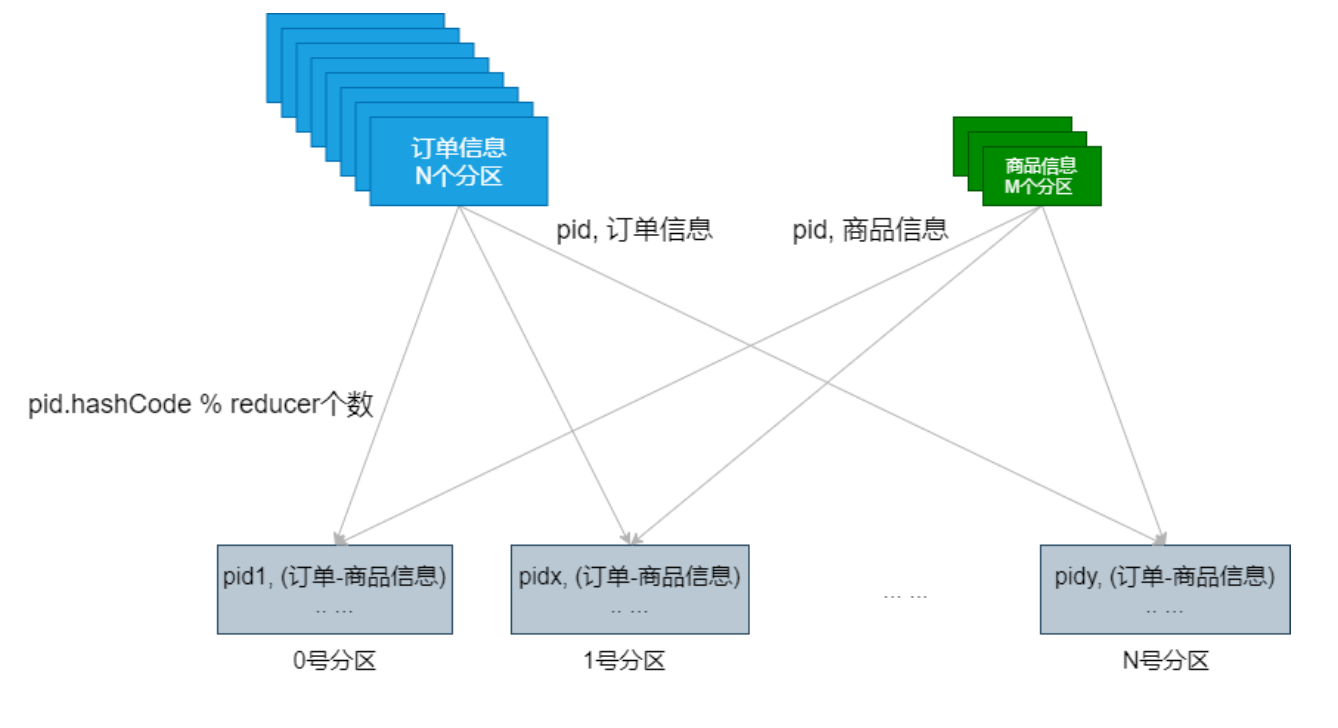 订单信息
N个分区
商品信息
M个分区
pid, 订单信息
pid, 商品信息
pid.hashCode % reducer个数
pid1, (订单-商品信息)
.. ...
pidx, (订单-商品信息)
.. ...
... ...
pidy, (订单-商品信息)
.. ...
0号分区
1号分区
N号分区